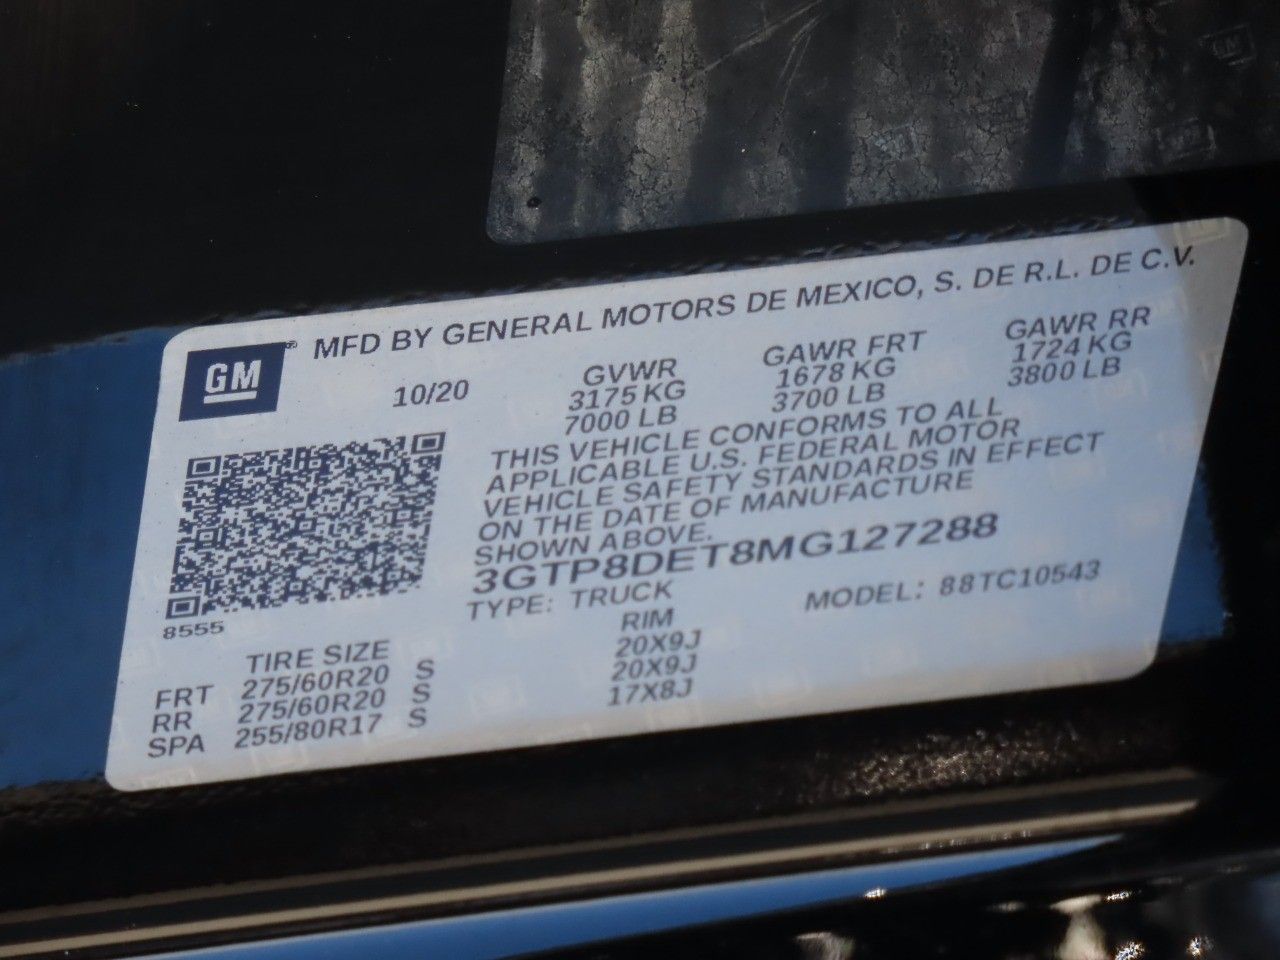 MFD BY GENERAL MOTORS DE MEXICO, S. DE R.L. DE C.V.
GM
10/20
GVWR
3175 KG
7000 LB
GAWR FRT
1678 KG
3700 LB
GAWR RR
1724 KG
3800 LB
THIS VEHICLE CONFORMS TO ALL
APPLICABLE U.S. FEDERAL MOTOR
VEHICLE SAFETY STANDARDS IN EFFECT
ON THE DATE OF MANUFACTURE
SHOWN ABOVE.
3GTP8DET8MG127288
TYPE: TRUCK MODEL: 88TC10543
8555
TIRE SIZE RIM
FRT 275/60R20 S 20X9J
RR 275/60R20 S 20X9J
SPA 255/80R17 S 17X8J